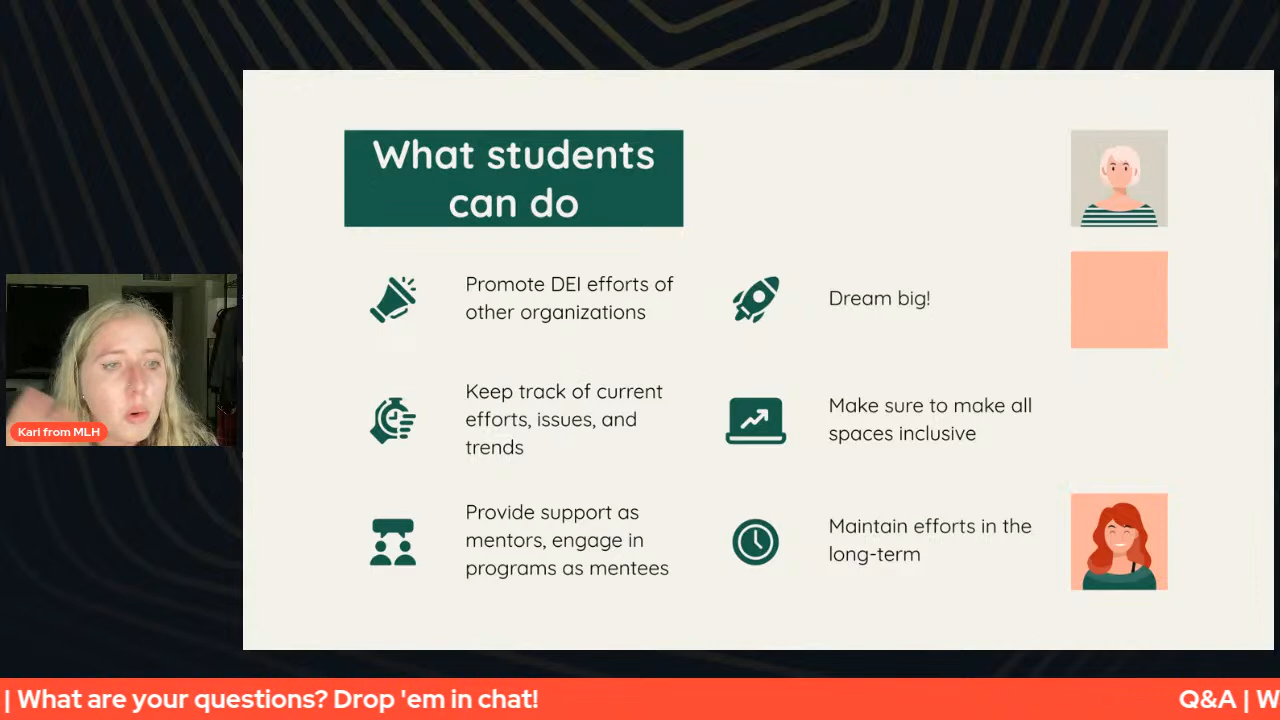 What students
can do
Promote DEI efforts of
other organizations
Dream big!
Keep track of current
efforts, issues, and
trends
Make sure to make all
spaces inclusive
Provide support as
mentors, engage in
programs as mentees
Maintain efforts in the
long-term
Kari from MLH
| What are your questions? Drop 'em in chat!
Q&A | W